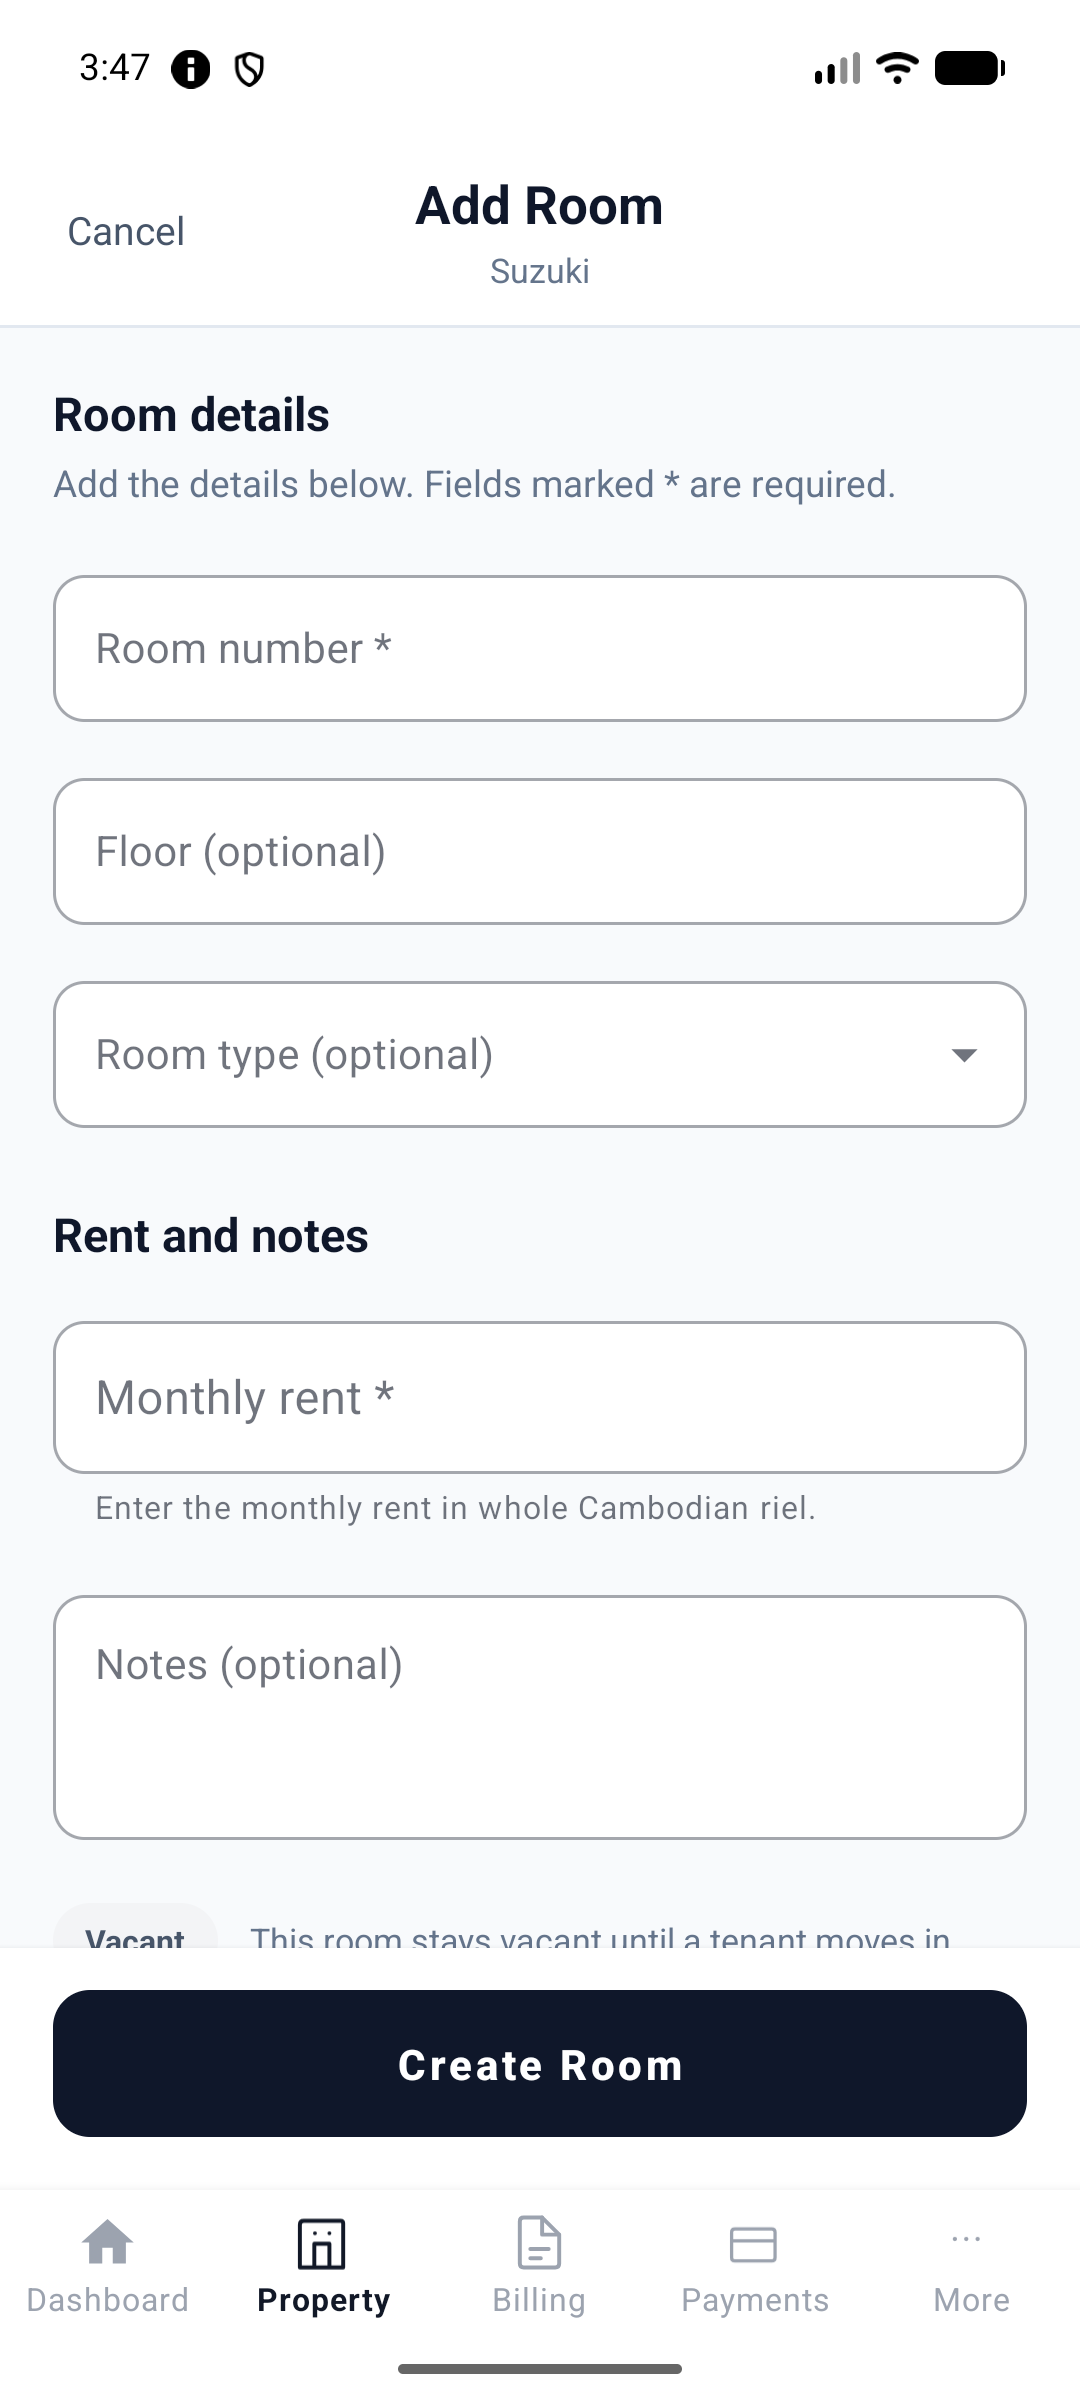 3:47
Cancel
Add Room
Suzuki
Room details
Add the details below. Fields marked * are required.
Room number *
Floor (optional)
Room type (optional)
Rent and notes
Monthly rent *
Enter the monthly rent in whole Cambodian riel.
Notes (optional)
Vacant
This room stays vacant until a tenant moves in
Create Room
Dashboard
Property
Billing
Payments
More